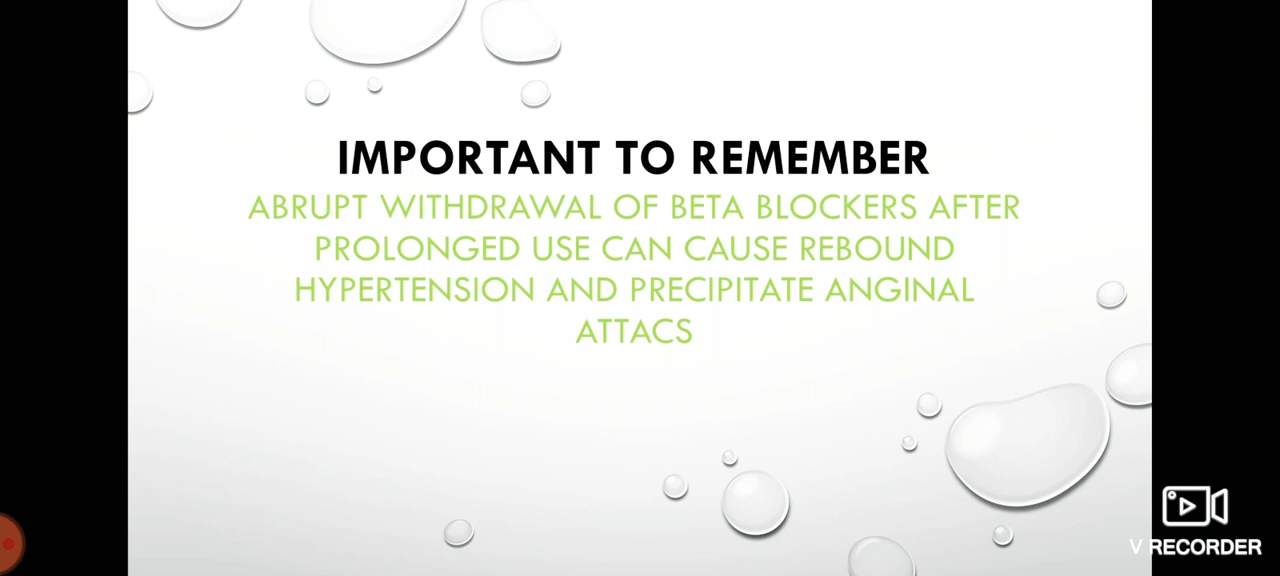 IMPORTANT TO REMEMBER
ABRUPT WITHDRAWAL OF BETA BLOCKERS AFTER
PROLONGED USE CAN CAUSE REBOUND
HYPERTENSION AND PRECIPITATE ANGINAL
ATTACS
V RECORDER